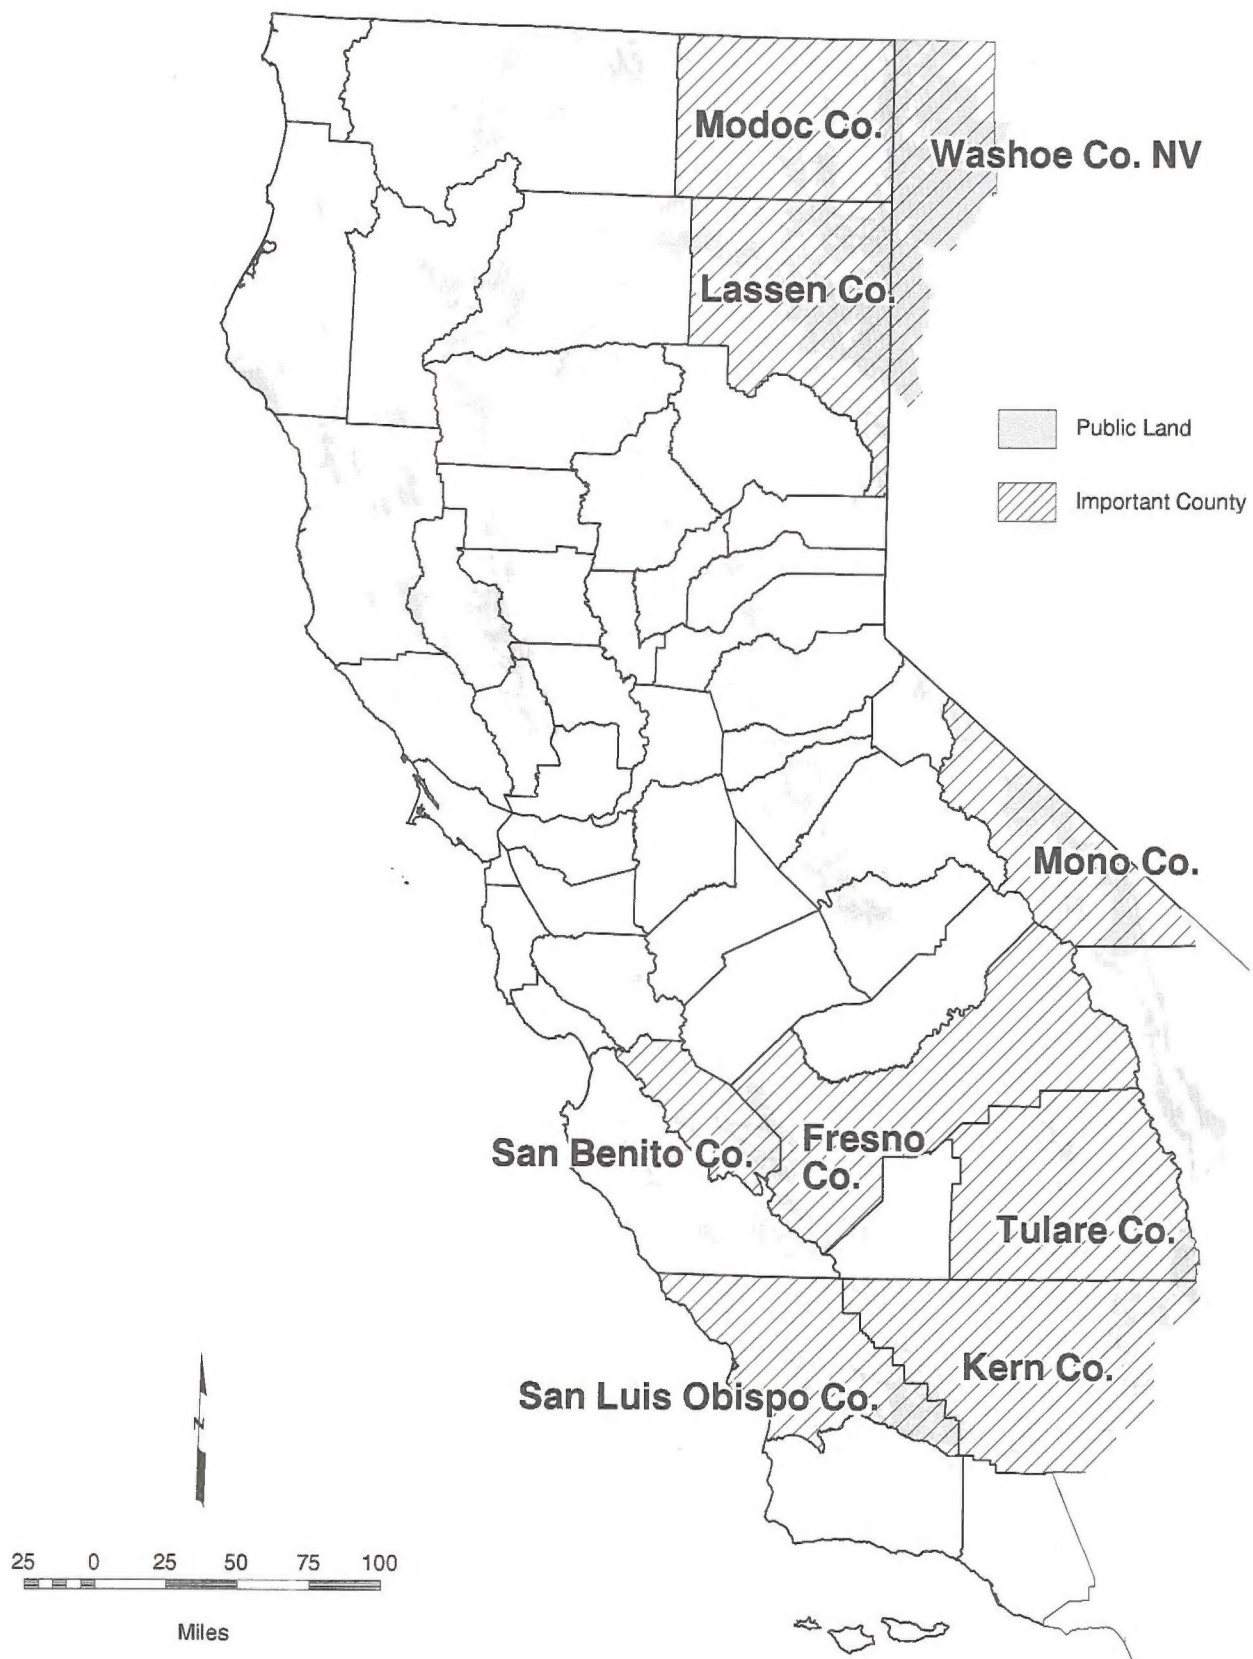 Modoc Co.
Washoe Co. NV
Lassen Co.
Public Land
Important County
Mono Co.
San Benito Co.
Fresno
Co.
Tulare Co.
Kern Co.
San Luis Obispo Co.
N
25 0 25 50 75 100
Miles